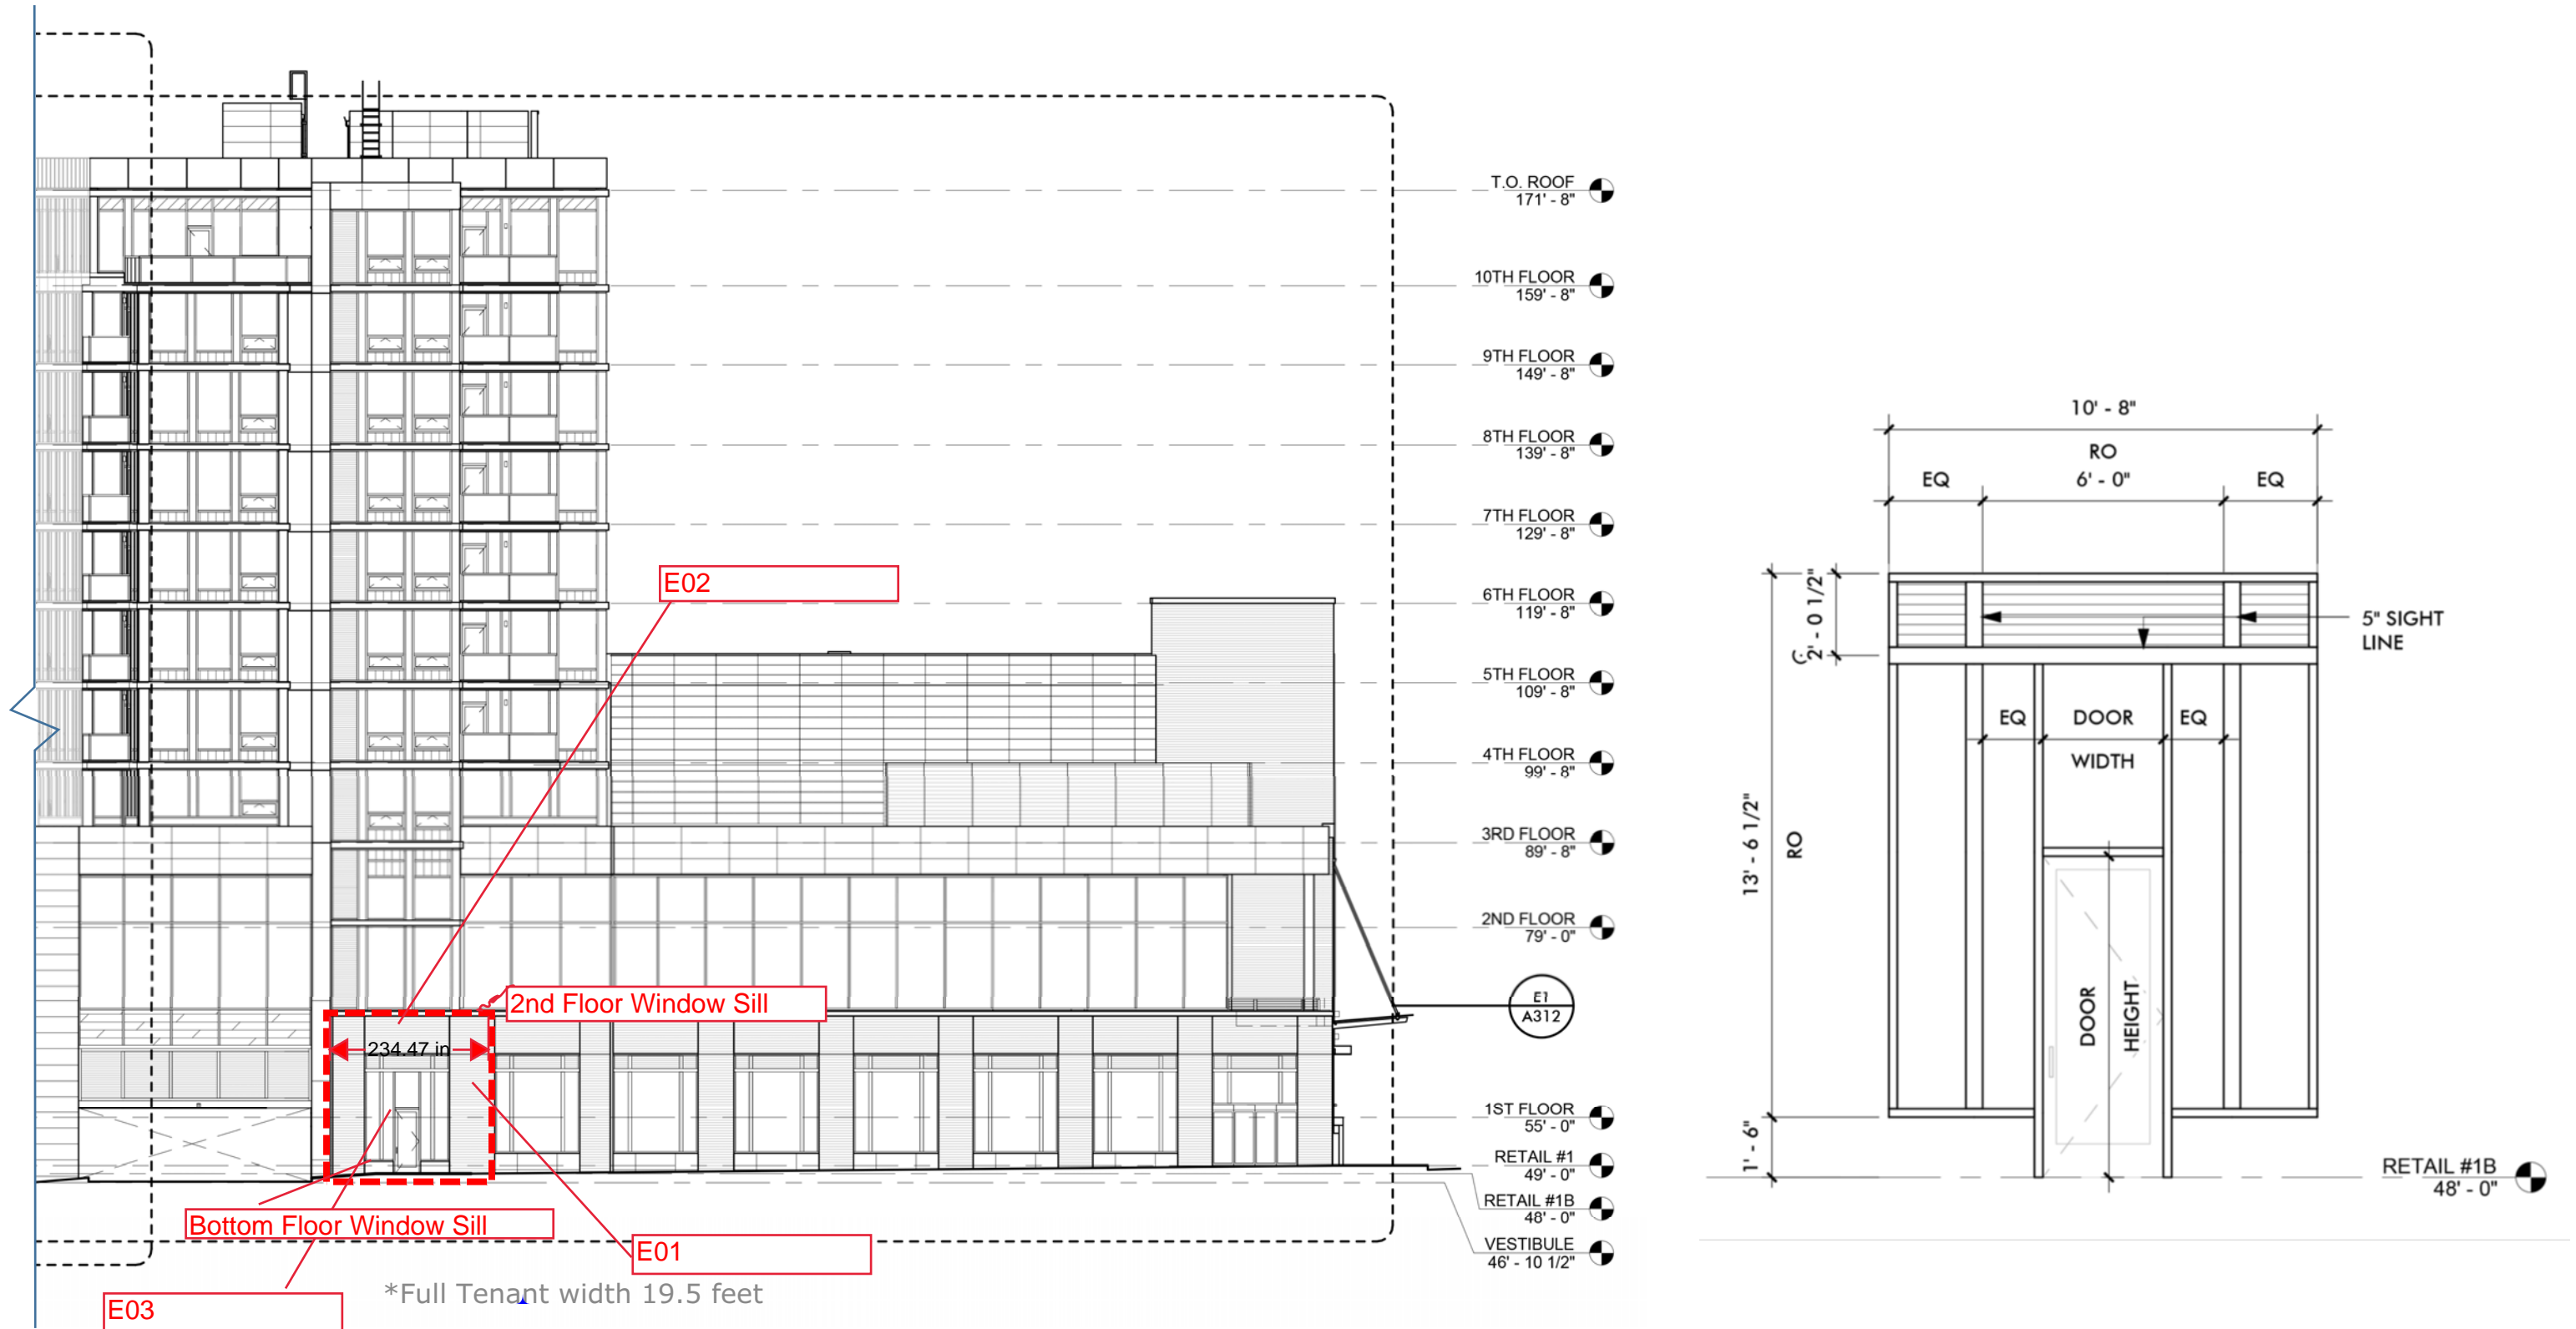 T.O. ROOF
171' - 8"
10TH FLOOR
159' - 8"
9TH FLOOR
149' - 8"
8TH FLOOR
139' - 8"
7TH FLOOR
129' - 8"
6TH FLOOR
119' - 8"
5TH FLOOR
109' - 8"
4TH FLOOR
99' - 8"
3RD FLOOR
89' - 8"
2ND FLOOR
79' - 0"
E1
A312
1ST FLOOR
55' - 0"
RETAIL #1
49' - 0"
RETAIL #1B
48' - 0"
VESTIBULE
46' - 10 1/2"
E02
2nd Floor Window Sill
234.47 in
Bottom Floor Window Sill
E01
E03
*Full Tenant width 19.5 feet
10' - 8"
RO
EQ
6' - 0"
EQ
2' - 0 1/2"
5" SIGHT
LINE
EQ
DOOR
WIDTH
EQ
13' - 6 1/2"
RO
DOOR
HEIGHT
1' - 6"
RETAIL #1B
48' - 0"